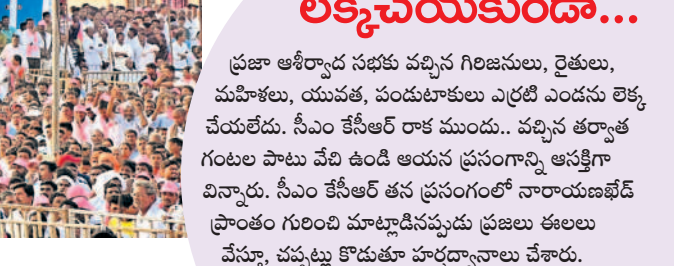 లెక్కచేయకుండా...
ప్రజా ఆశీర్వాద సభకు వచ్చిన గిరిజనులు, రైతులు,
మహిళలు, యువత, పండుటాకులు ఎర్రటి ఎండను లెక్క
చేయలేదు. సీఎం కేసీఆర్ రాక ముందు.. వచ్చిన తర్వాత
గంటల పాటు వేచి ఉండి ఆయన ప్రసంగాన్ని ఆసక్తిగా
విన్నారు. సీఎం కేసీఆర్ తన ప్రసంగంలో నారాయణఖేడ్
ప్రాంతం గురించి మాట్లాడినప్పుడు ప్రజలు ఈలలు
వేస్తూ, చప్పట్లు కొడుతూ హర్షధ్వానాలు చేశారు.